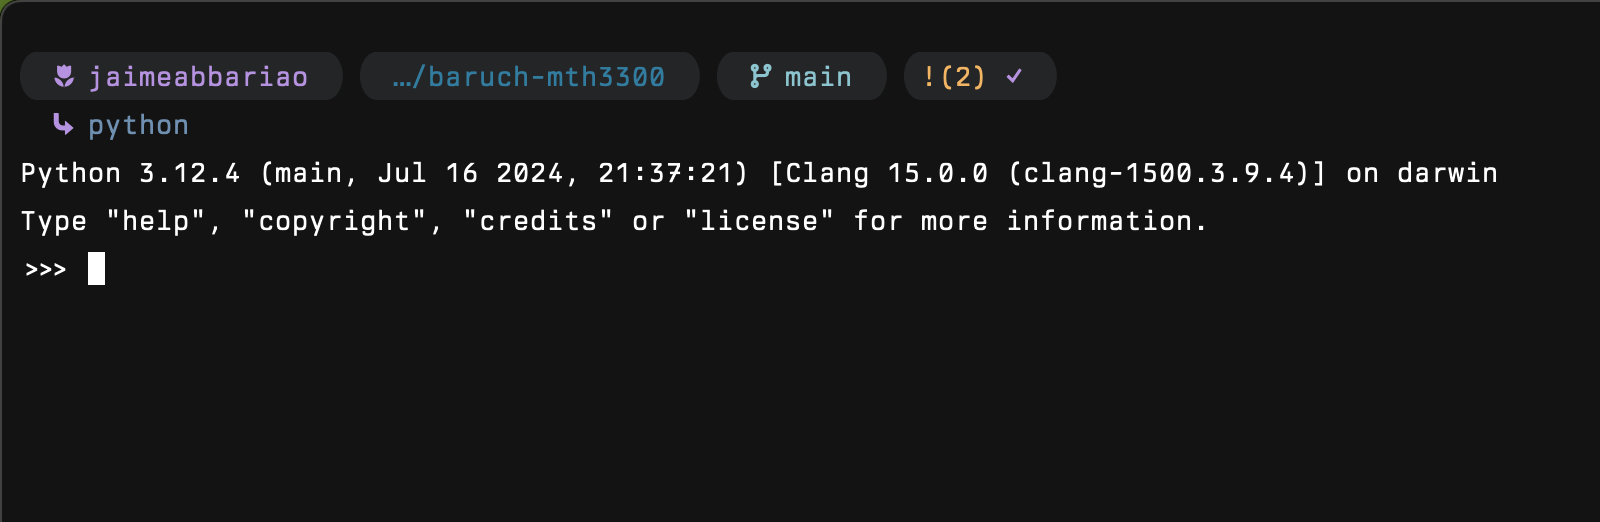 jaimeabbariao …/baruch-mth3300 main !(2) ✓
python
Python 3.12.4 (main, Jul 16 2024, 21:37:21) [Clang 15.0.0 (clang-1500.3.9.4)] on darwin
Type "help", "copyright", "credits" or "license" for more information.
>>>